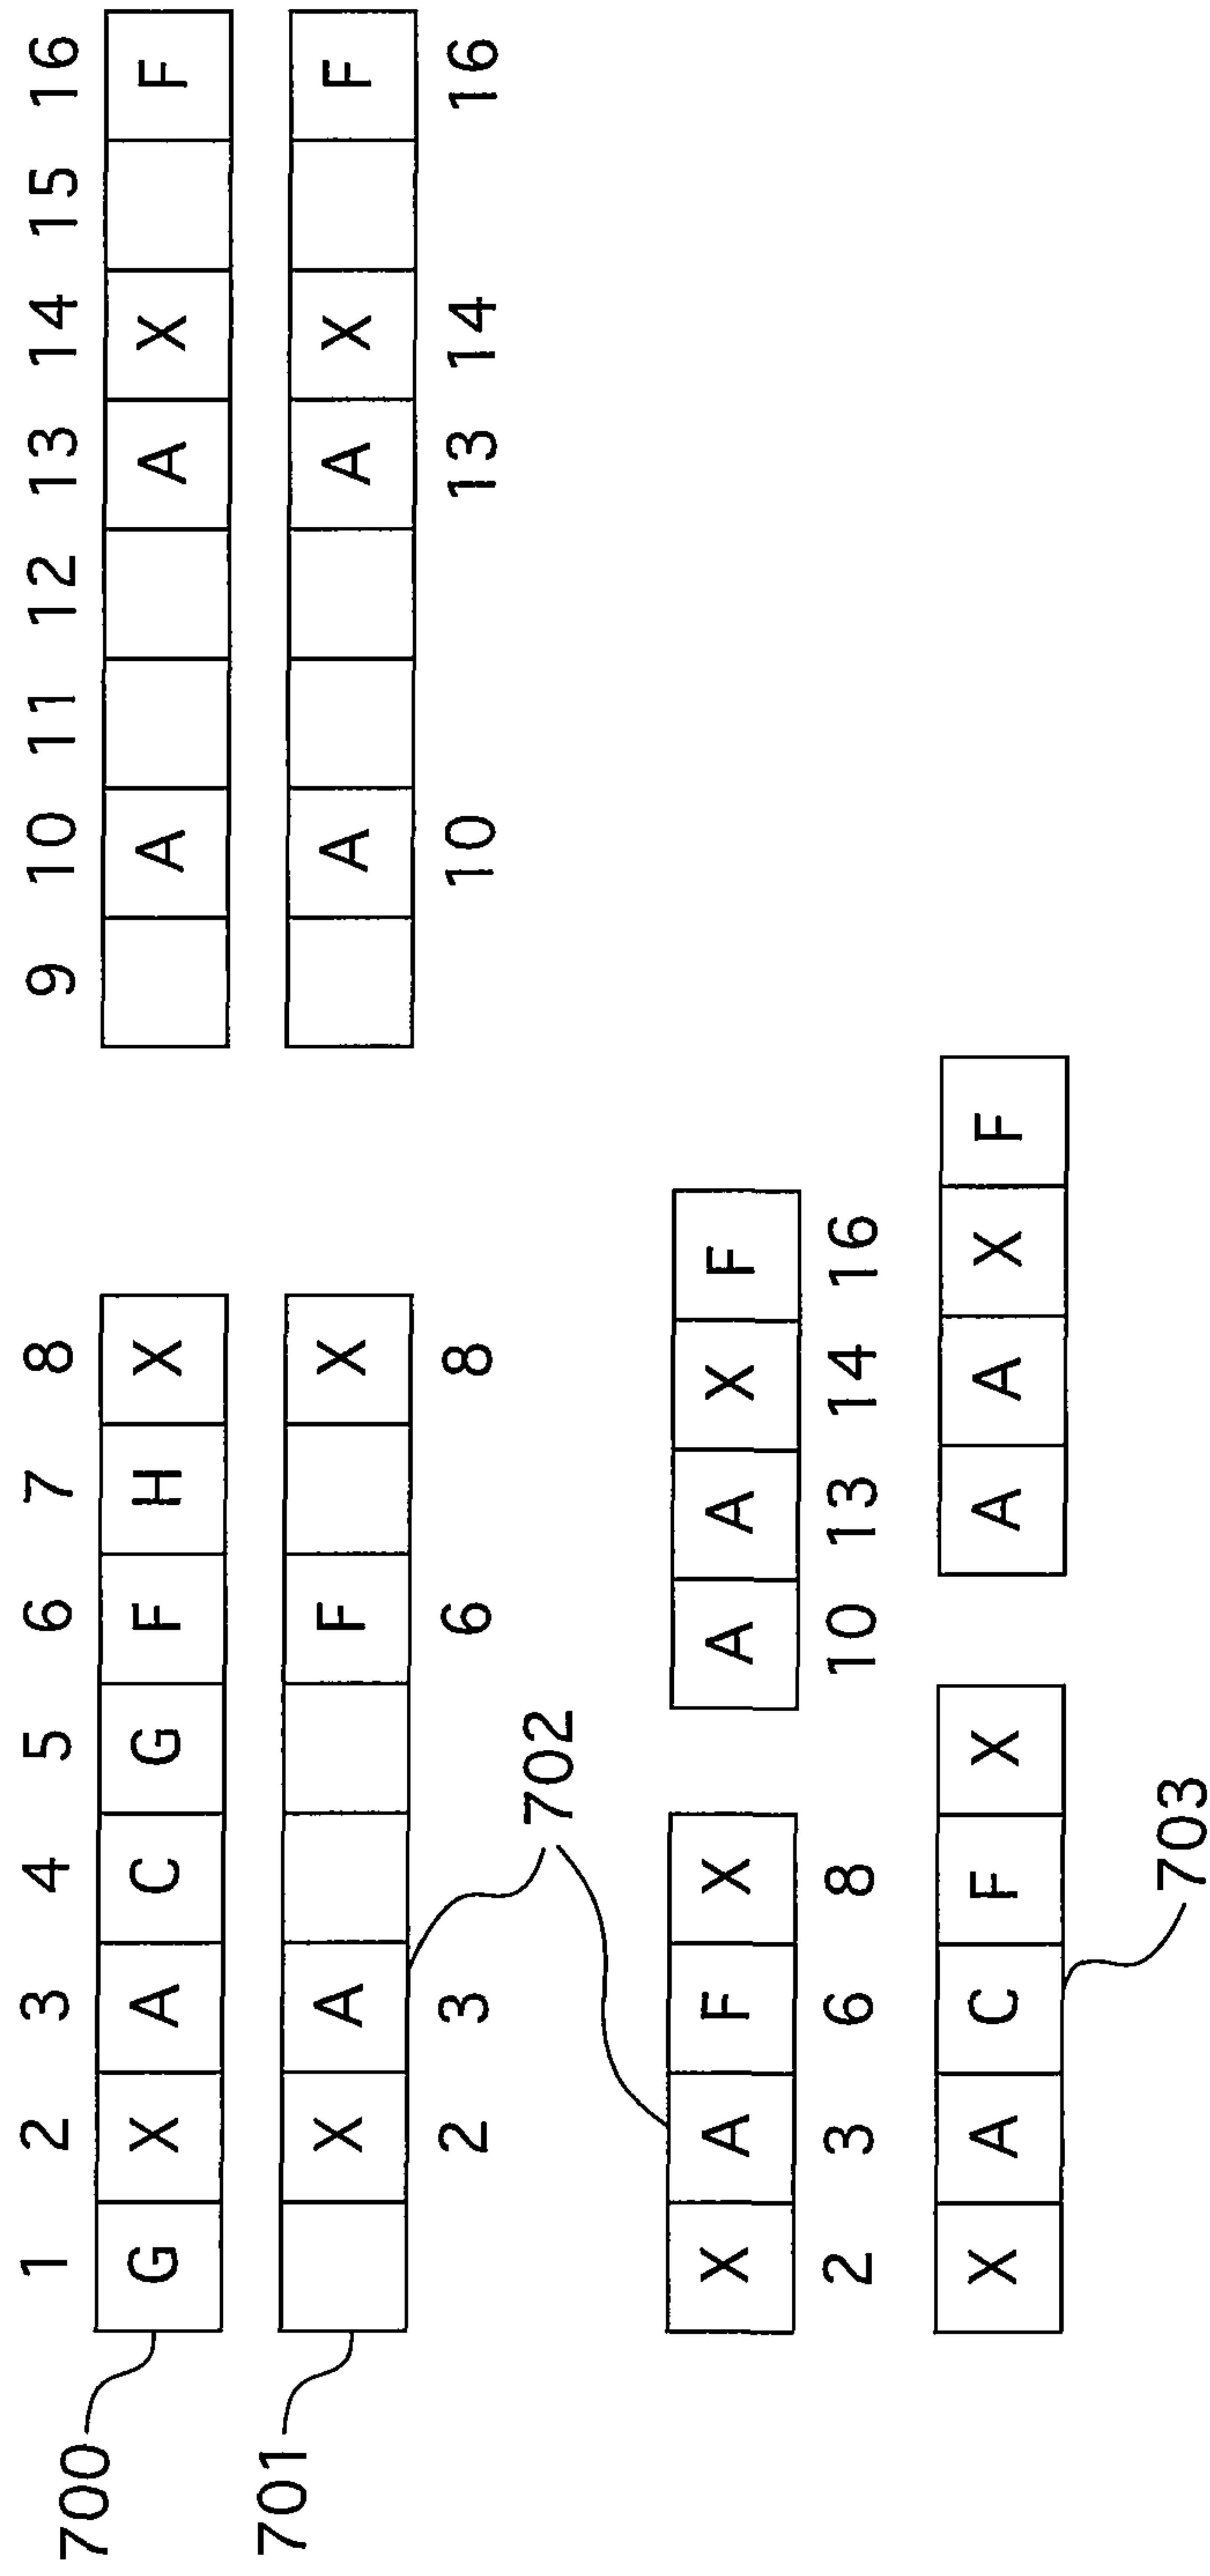 1 2 3 4 5 6 7 8 9 10 11 12 13 14 15 16
700 G X A C G F H X A A X F
701 X A F X A A X F
2 3 6 8 10 13 14 16
702
X A F X A A X F
2 3 6 8 10 13 14 16
X A C F X A A X F
703